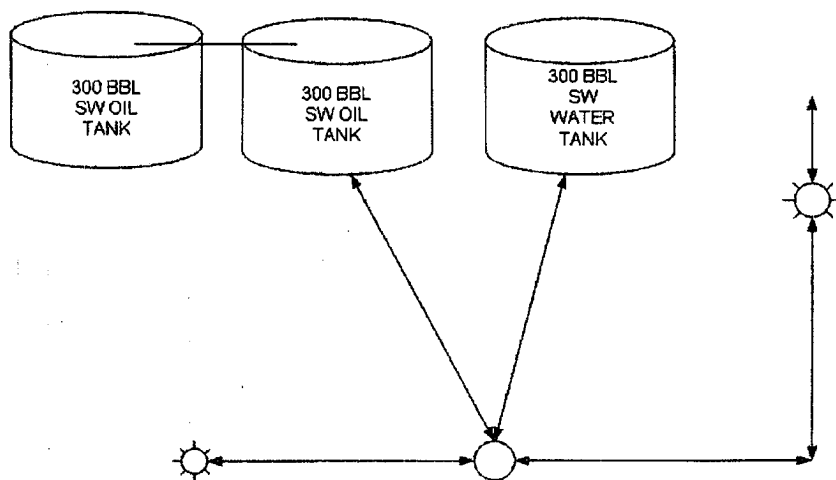 300 BBL
SW OIL
TANK
300 BBL
SW OIL
TANK
300 BBL
SW
WATER
TANK